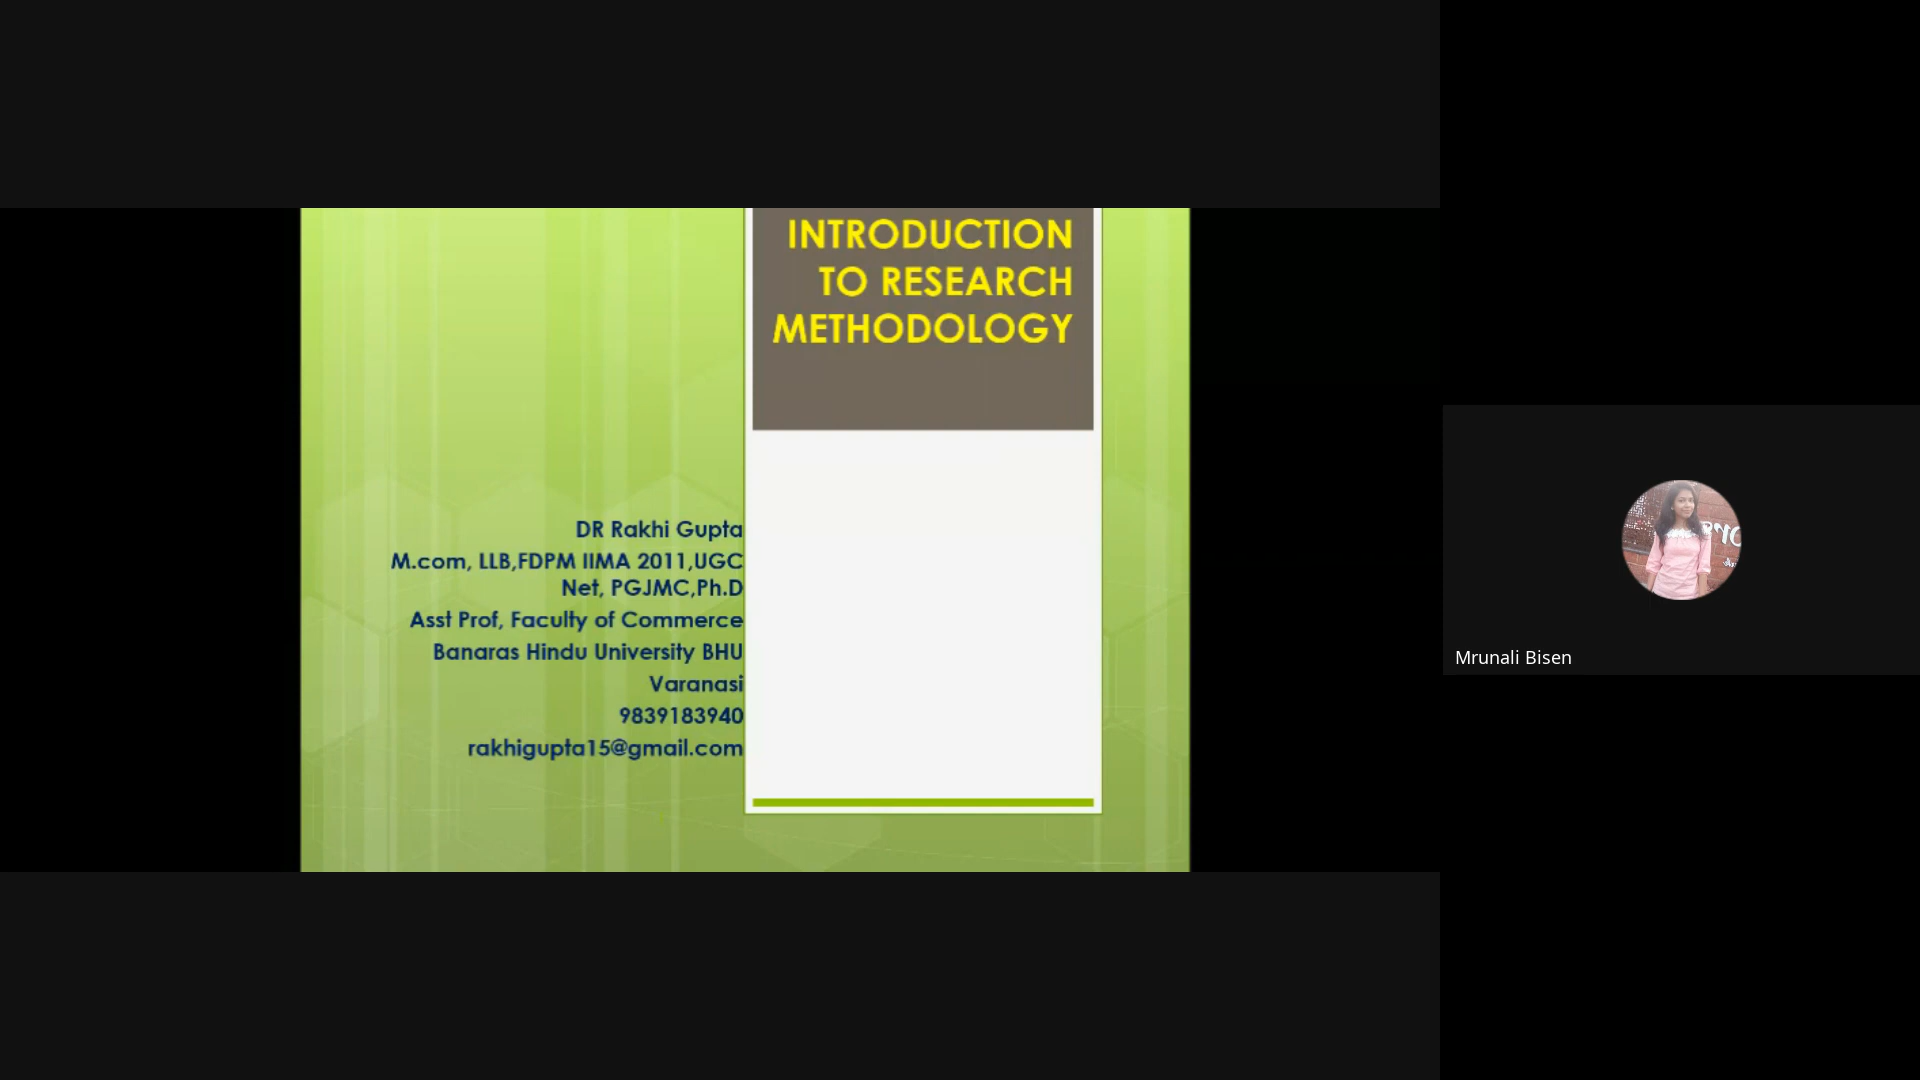 INTRODUCTION
TO RESEARCH
METHODOLOGY
DR Rakhi Gupta
M.com, LLB,FDPM IIMA 2011,UGC
Net, PGJMC,Ph.D
Asst Prof, Faculty of Commerce
Banaras Hindu University BHU
Varanasi
9839183940
rakhigupta15@gmail.com
Mrunali Bisen